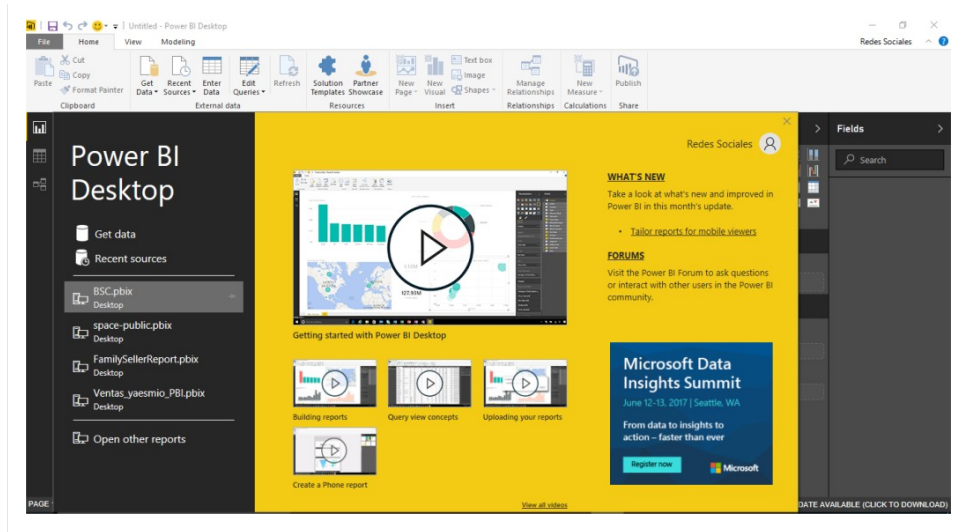 Untitled - Power BI Desktop
File Home View Modeling Redes Sociales
Paste
Cut
Copy
Format Painter
Clipboard
Get Data
Recent Sources
Enter Data
Edit Queries
External data
Refresh
Solution Templates
Partner Showcase
Resources
New Page
New Visual
Text box
Image
Shapes
Insert
Manage Relationships
Relationships
New Measure
Calculations
Publish
Share
Power BI
Desktop
Get data
Recent sources
BSC.pbix
Desktop
space-public.pbix
Desktop
FamilySellerReport.pbix
Desktop
Ventas_yaesmio_PBI.pbix
Desktop
Open other reports
Getting started with Power BI Desktop
Building reports
Query view concepts
Uploading your reports
Create a Phone report
View all videos
Redes Sociales
WHAT'S NEW
Take a look at what's new and improved in
Power BI in this month's update.
• Tailor reports for mobile viewers
FORUMS
Visit the Power BI Forum to ask questions
or interact with other users in the Power BI
community.
Microsoft Data
Insights Summit
June 12-13, 2017 | Seattle, WA
From data to insights to
action – faster than ever
Register now
Microsoft
Fields
Search
PAGE
DATE AVAILABLE (CLICK TO DOWNLOAD)